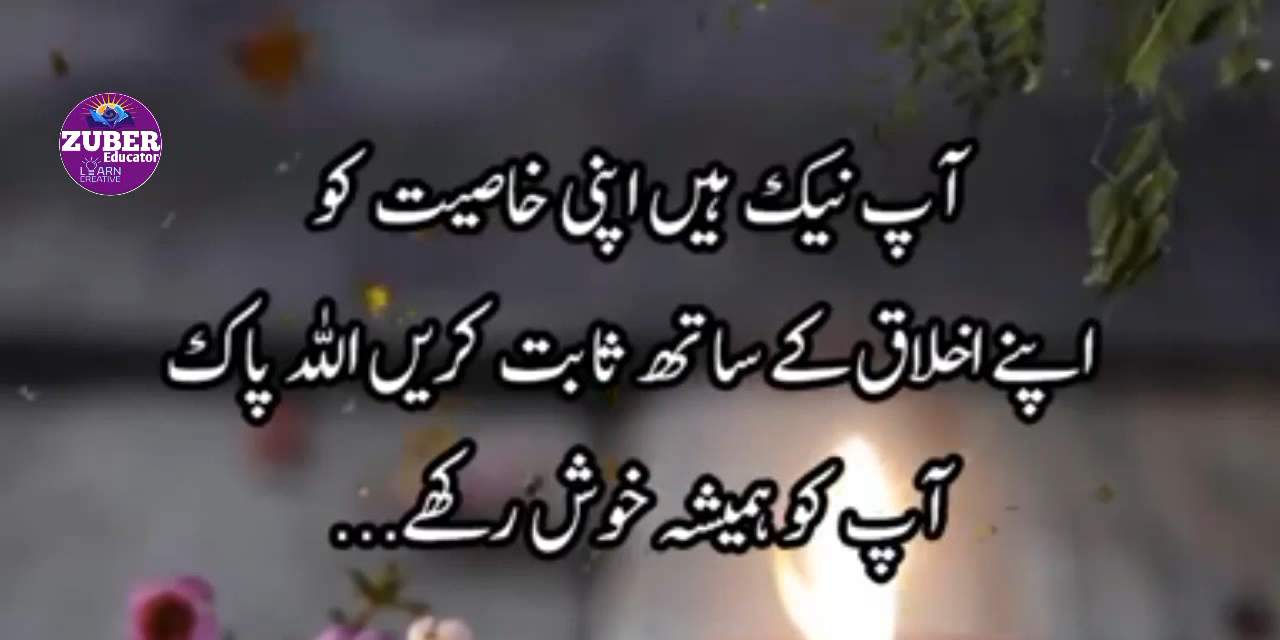 ZUBER
Educator
LEARN
CREATIVE
آپ نیک ہیں اپنی خاصیت کو
اپنے اخلاق کے ساتھ ثابت کریں اللہ پاک
آپ کو ہمیشہ خوش رکھے...